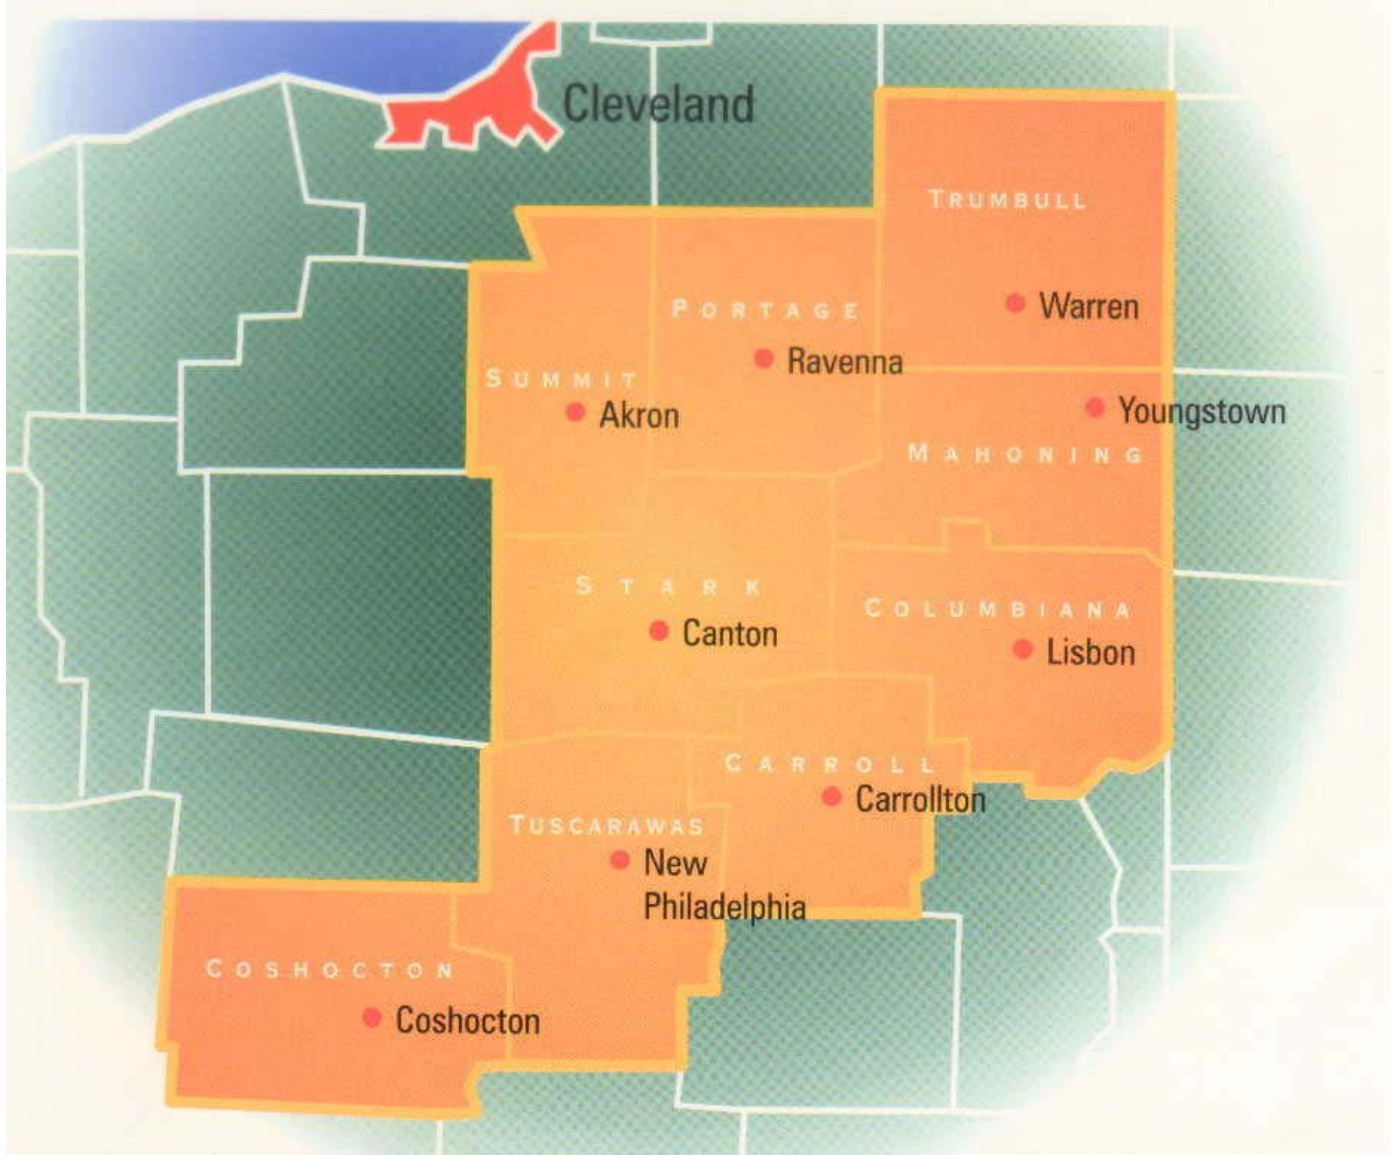 Cleveland
TRUMBULL
Warren
PORTAGE
Ravenna
SUMMIT
Akron
Youngstown
MAHONING
STARK
Canton
COLUMBIANA
Lisbon
CARROLL
Carrollton
TUSCARAWAS
New
Philadelphia
COSHOCTON
Coshocton